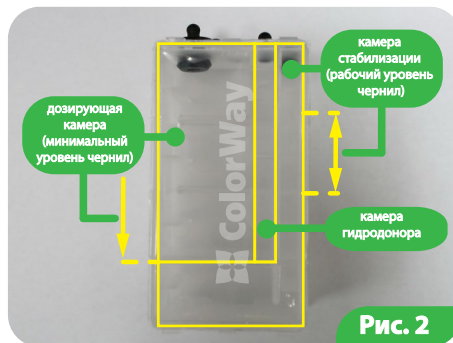 камера
стабилизации
(рабочий уровень
чернил)
дозирующая
камера
(минимальный
уровень чернил)
ColorWay
камера
гидродонора
Рис. 2